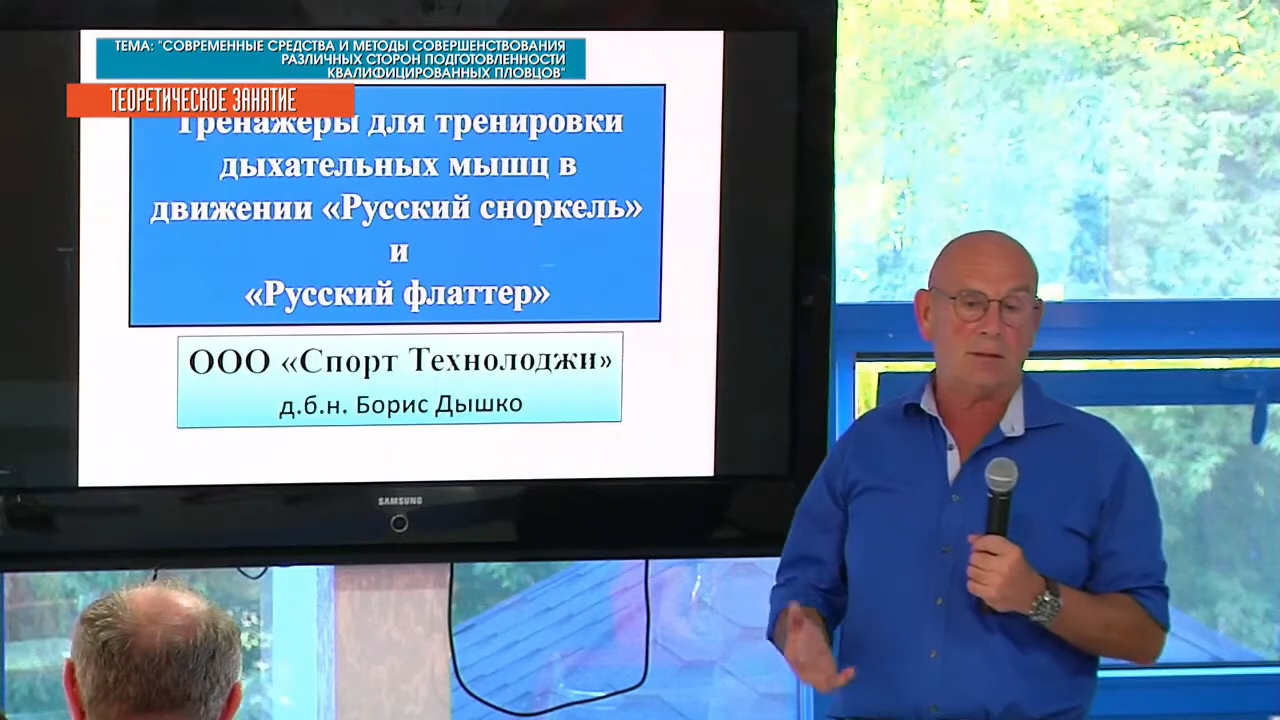 ТЕМА: "СОВРЕМЕННЫЕ СРЕДСТВА И МЕТОДЫ СОВЕРШЕНСТВОВАНИЯ
РАЗЛИЧНЫХ СТОРОН ПОДГОТОВЛЕННОСТИ
КВАЛИФИЦИРОВАННЫХ ПЛОВЦОВ"
ТЕОРЕТИЧЕСКОЕ ЗАНЯТИЕ
Тренажеры для тренировки
дыхательных мышц в
движении «Русский сноркель»
и
«Русский флаттер»
ООО «Спорт Технолоджи»
д.б.н. Борис Дышко
SAMSUNG